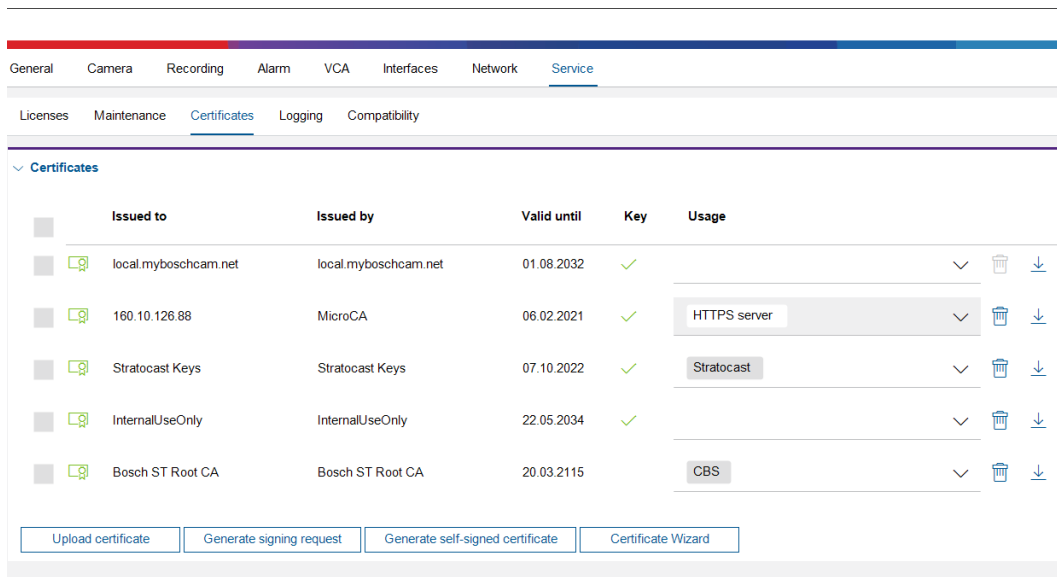 General Camera Recording Alarm VCA Interfaces Network Service
Licenses Maintenance Certificates Logging Compatibility
Certificates
Issued to Issued by Valid until Key Usage
local.myboschcam.net local.myboschcam.net 01.08.2032
160.10.126.88 MicroCA 06.02.2021 HTTPS server
Stratocast Keys Stratocast Keys 07.10.2022 Stratocast
InternalUseOnly InternalUseOnly 22.05.2034
Bosch ST Root CA Bosch ST Root CA 20.03.2115 CBS
Upload certificate Generate signing request Generate self-signed certificate Certificate Wizard